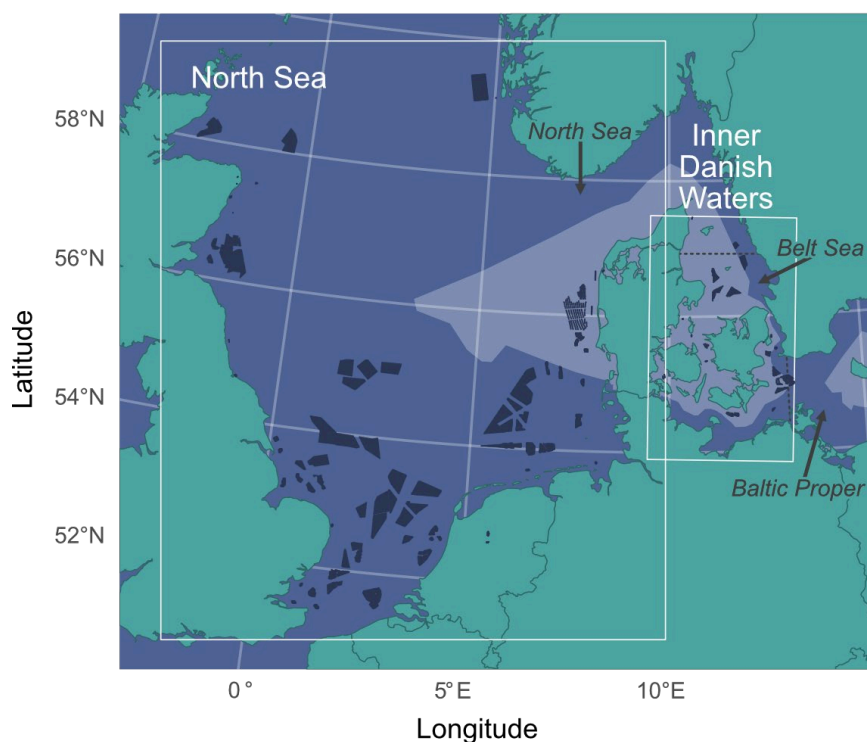 North Sea
North Sea
Inner
Danish
Waters
Belt Sea
Baltic Proper
58°N
56°N
54°N
52°N
Latitude
0°
5°E
10°E
Longitude